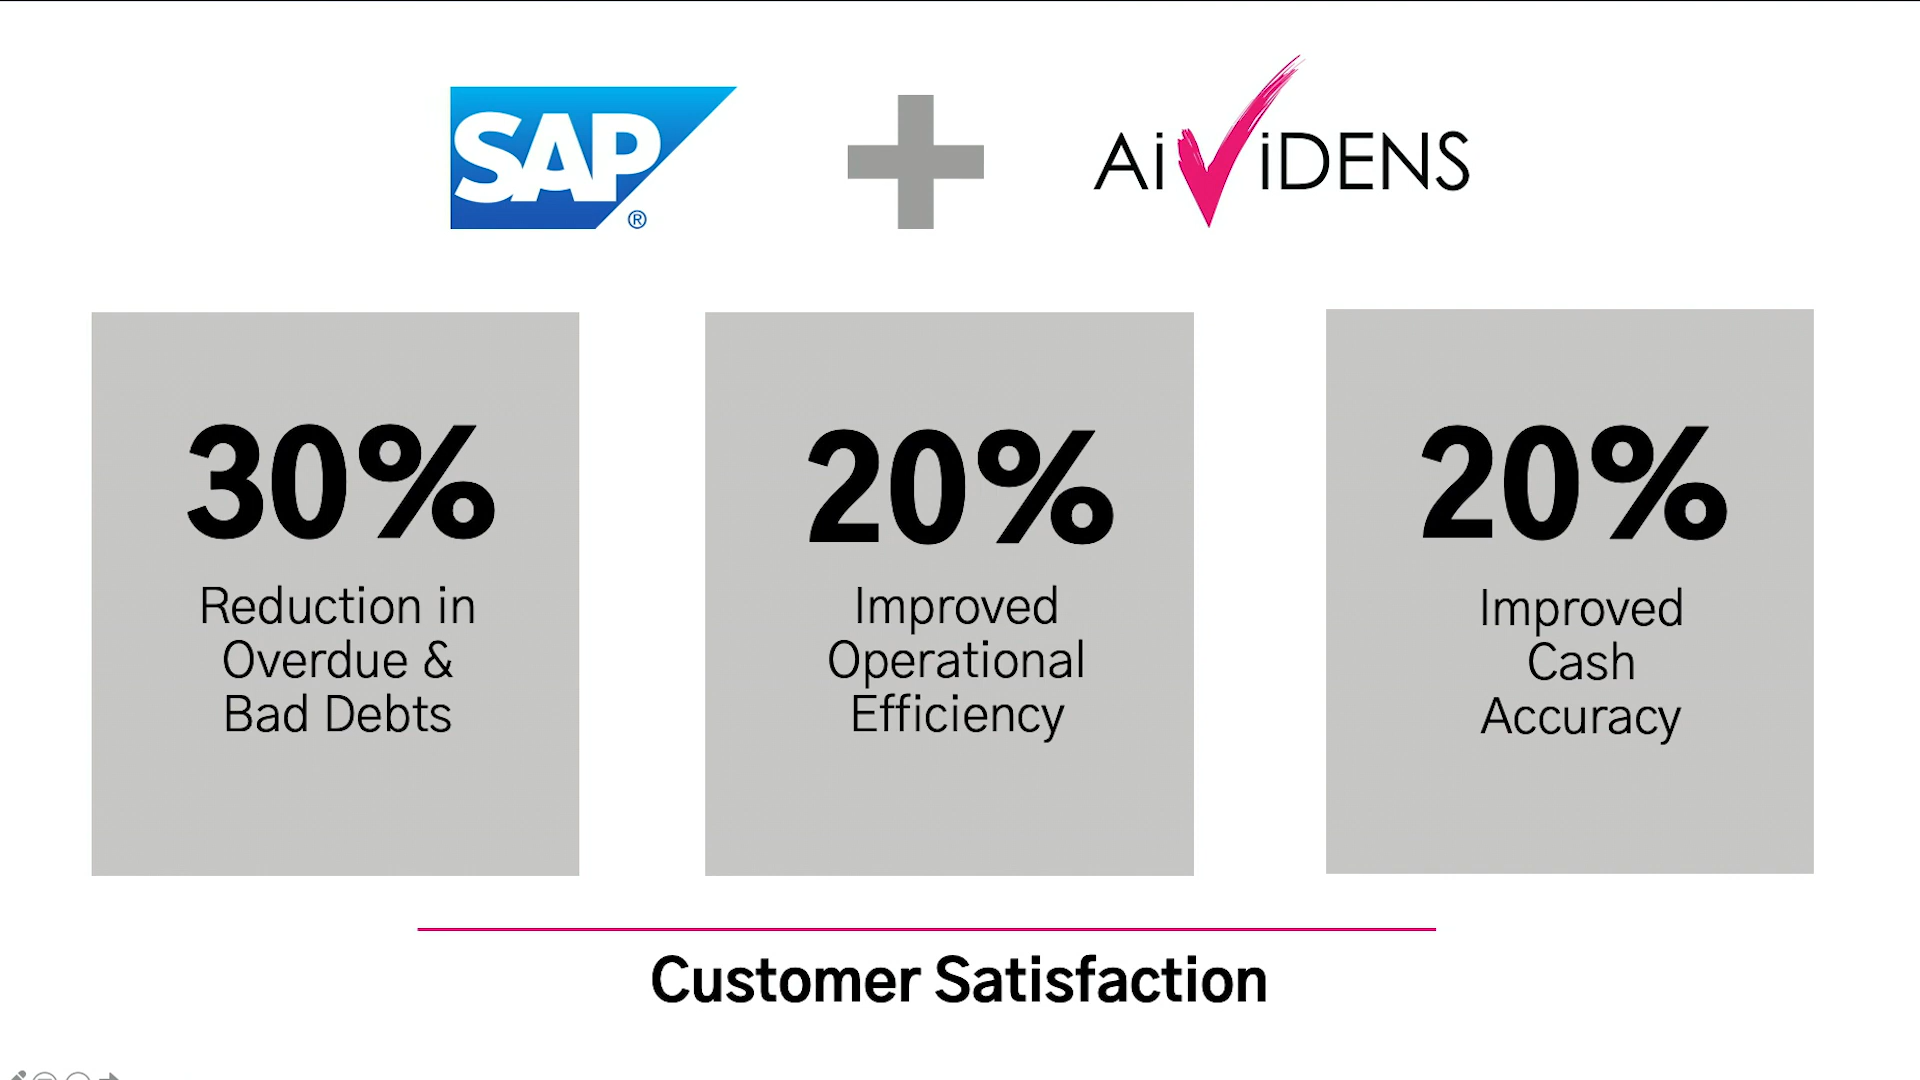 SAP
®
AiViDENS
30%
Reduction in
Overdue &
Bad Debts
20%
Improved
Operational
Efficiency
20%
Improved
Cash
Accuracy
Customer Satisfaction